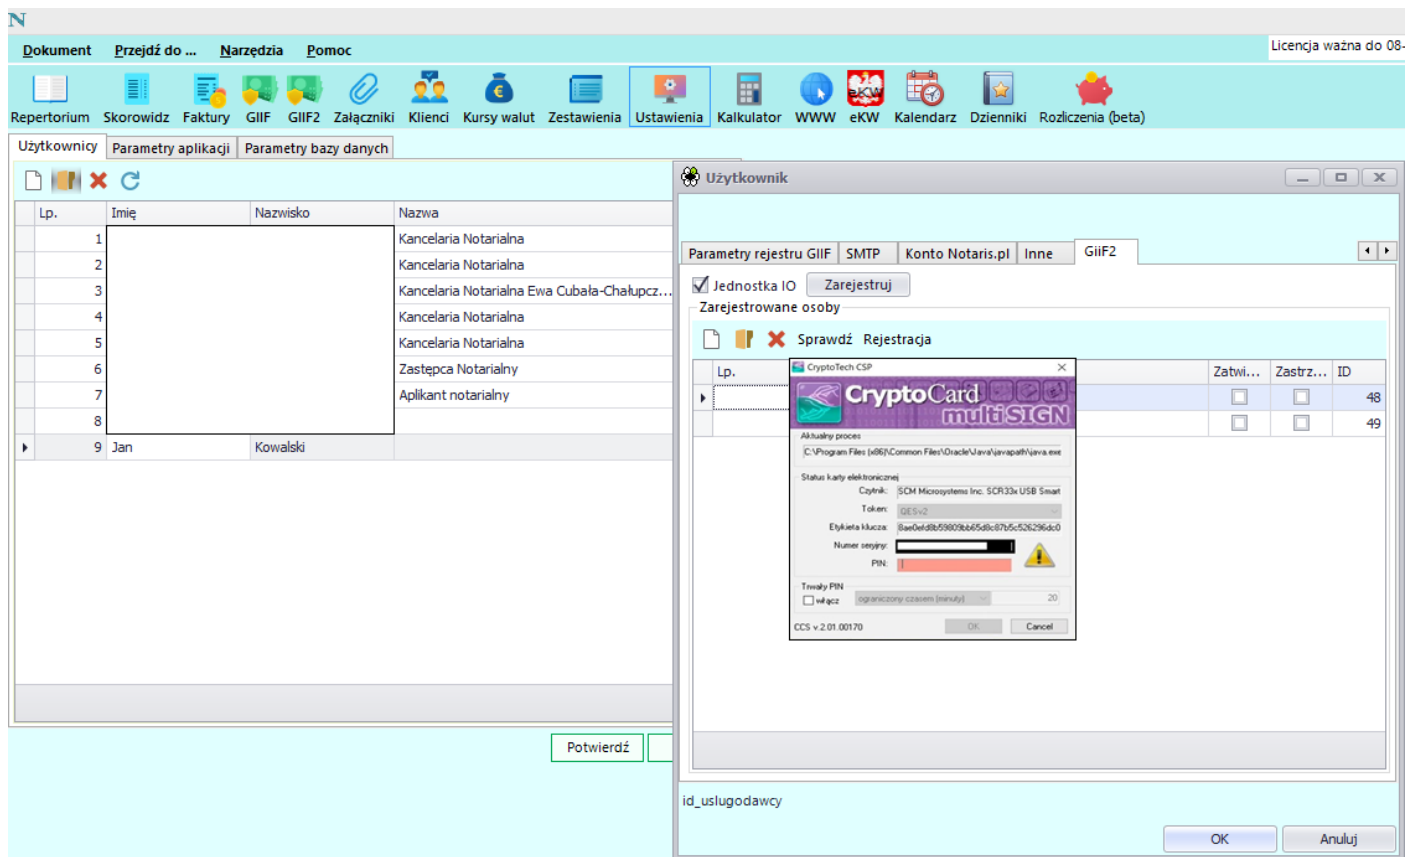 N
Dokument Przejdź do ... Narzędzia Pomoc
Licencja ważna do 08-
Repertorium Skorowidz Faktury GIIF GIIF2 Załączniki Klienci Kursy walut Zestawienia Ustawienia Kalkulator WWW eKW Kalendarz Dzienniki Rozliczenia (beta)
Użytkownicy Parametry aplikacji Parametry bazy danych
Lp. Imię Nazwisko Nazwa
1 Kancelaria Notarialna
2 Kancelaria Notarialna
3 Kancelaria Notarialna Ewa Cubała-Chałupcz...
4 Kancelaria Notarialna
5 Kancelaria Notarialna
6 Zastępca Notarialny
7 Aplikant notarialny
8
9 Jan Kowalski
Potwierdź
Użytkownik
Parametry rejestru GIIF SMTP Konto Notaris.pl Inne GiiF2
Jednostka IO Zarejestruj
Zarejestrowane osoby
Sprawdź Rejestracja
Lp. Zatwi... Zastrz... ID
48
49
CryptoTech CSP
CryptoCard
multiSIGN
Aktualny proces
C:\Program Files (x86)\Common Files\Oracle\Java\javapath\java.exe
Status karty elektronicznej
Czytnik: SCM Microsystems Inc. SCR33x USB Smart
Token: QESv2
Etykieta klucza: 8ae0efd8b59809bb65d8c87b5c526296dc0
Numer seryjny:
PIN:
Trwały PIN
włącz ograniczony czasem (minuty) 20
CCS v.2.01.00170 OK Cancel
id_uslugodawcy
OK Anuluj